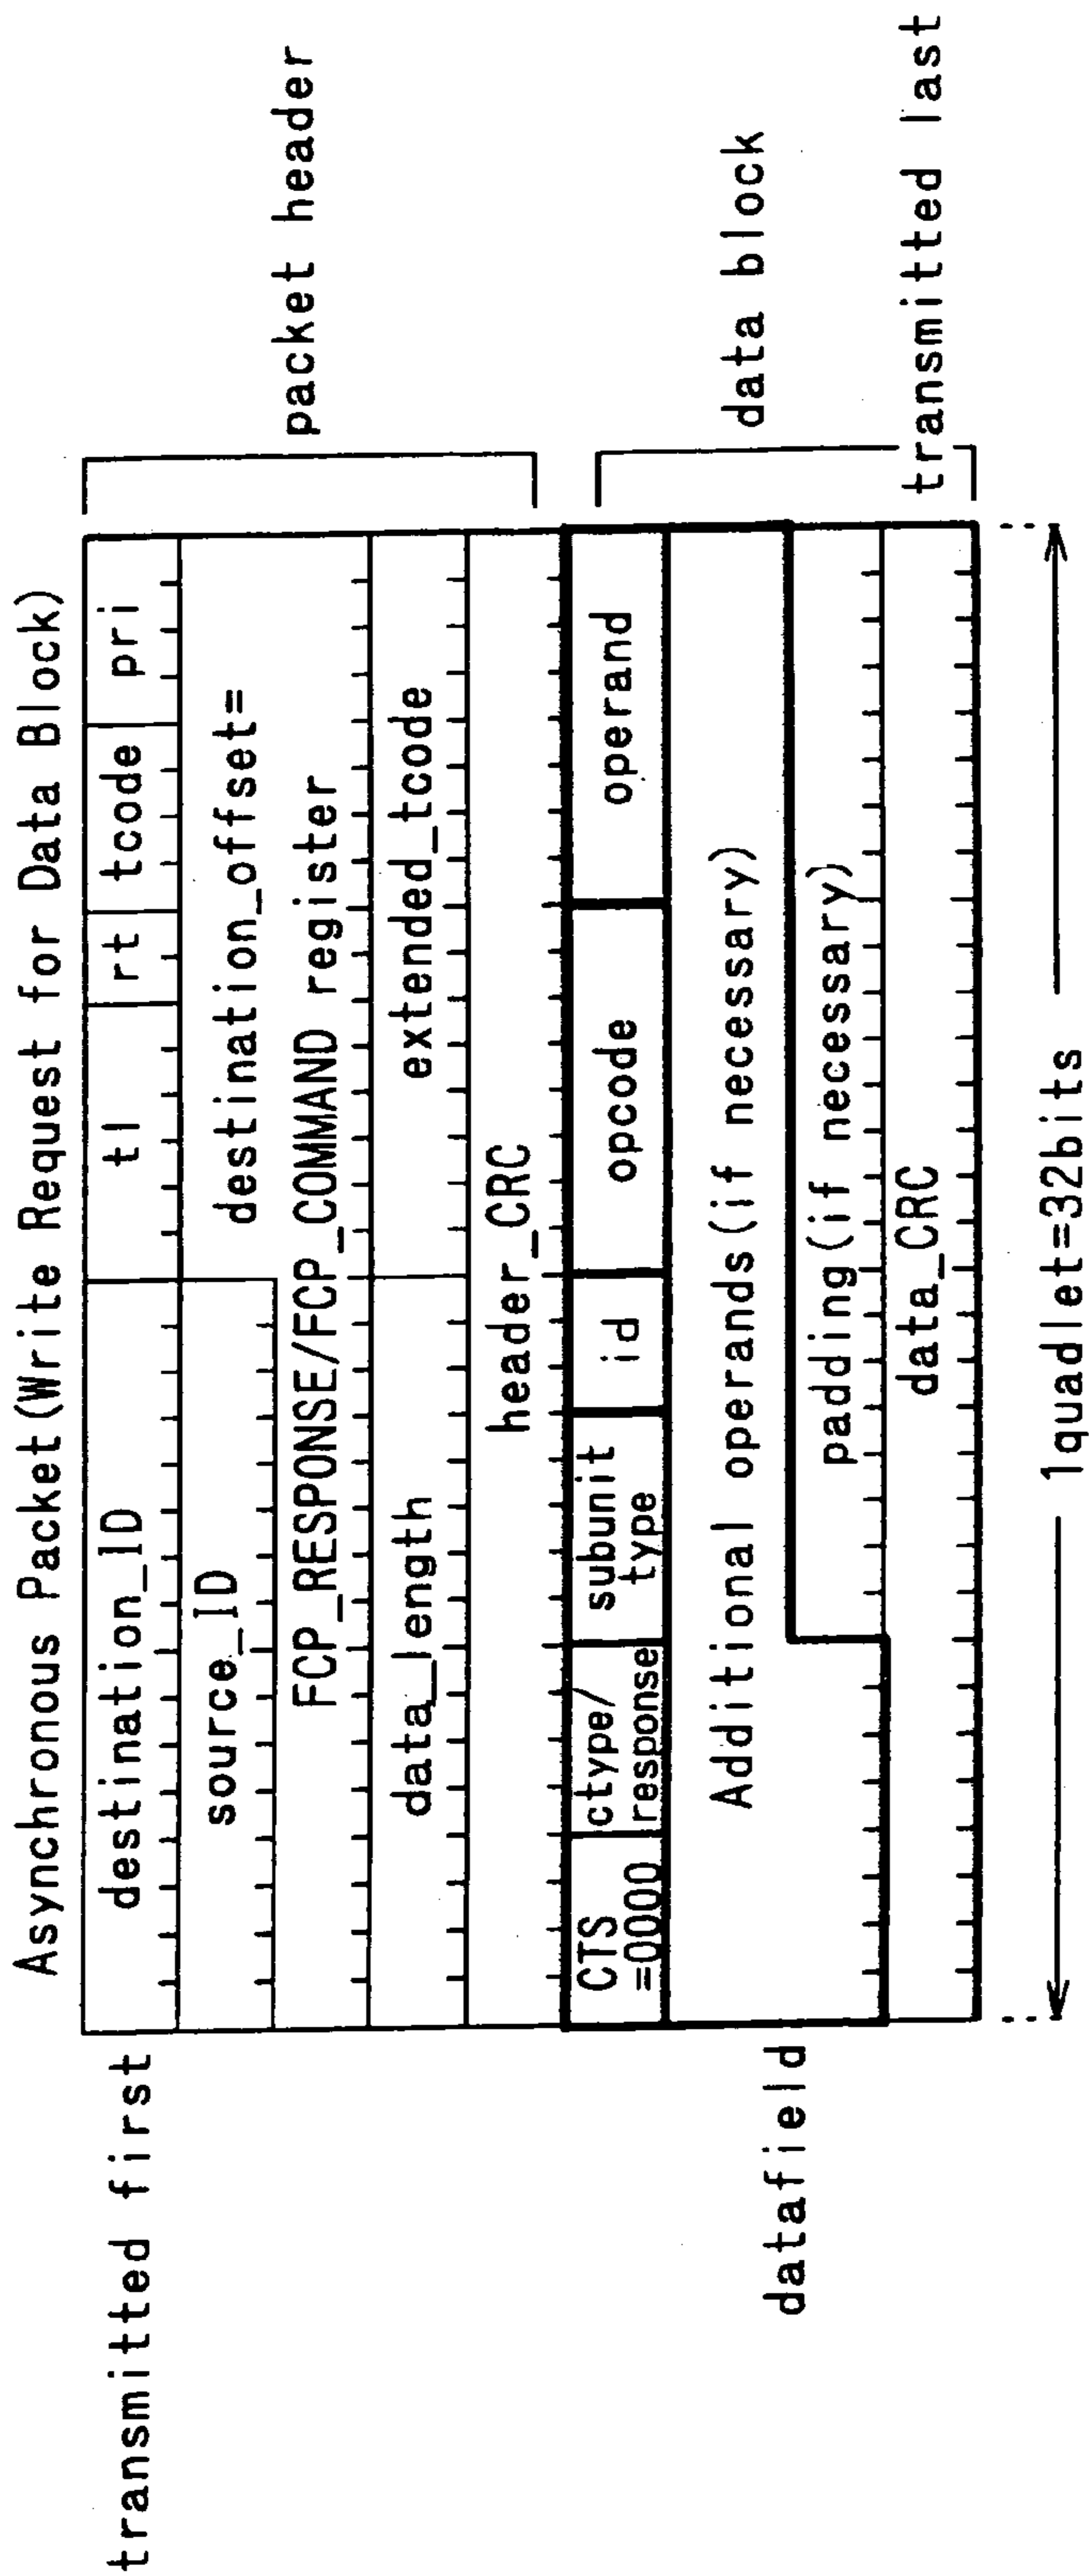 Asynchronous Packet(Write Request for Data Block)
transmitted first
destination_ID
tl
rt
tcode
pri
source_ID
destination_offset=
FCP_RESPONSE/FCP_COMMAND register
data_length
extended_tcode
header_CRC
packet header
CTS
=0000
ctype/
response
subunit
type
id
opcode
operand
datafield
Additional operands(if necessary)
data block
padding(if necessary)
data_CRC
transmitted last
1quadlet=32bits